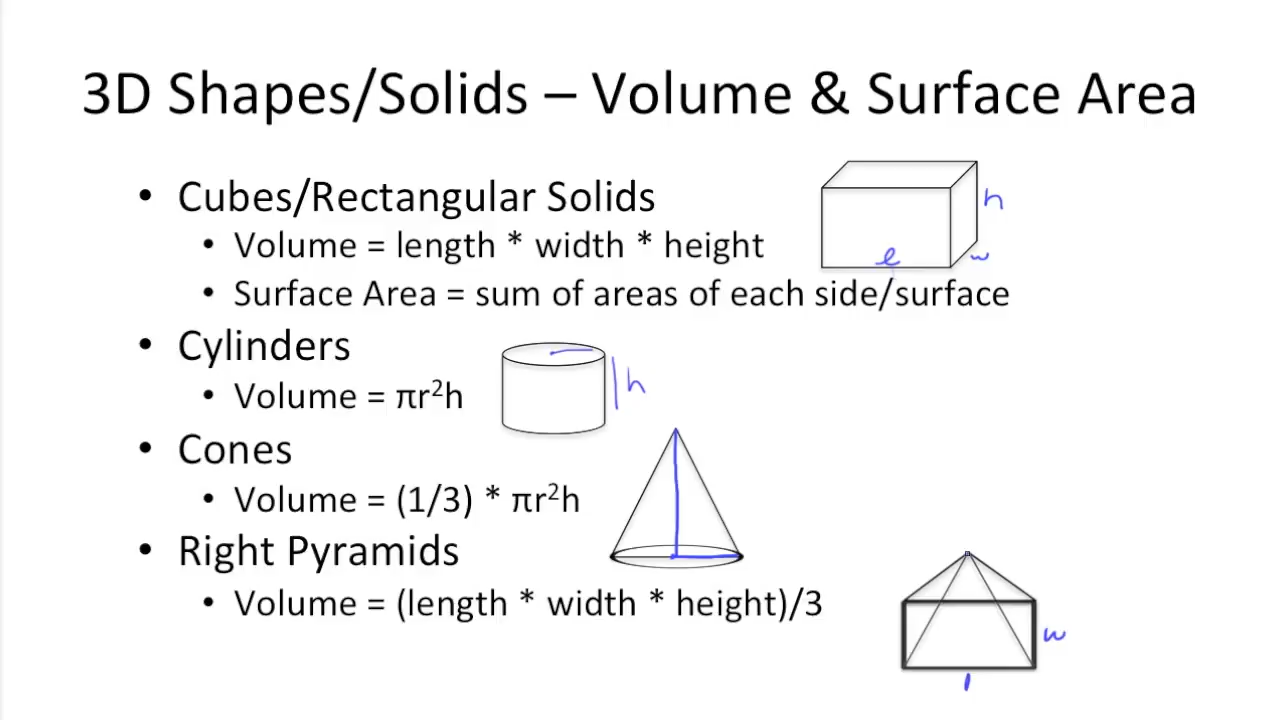 3D Shapes/Solids – Volume & Surface Area
• Cubes/Rectangular Solids
h
• Volume = length * width * height
l
w
• Surface Area = sum of areas of each side/surface
• Cylinders
h
• Volume = πr²h
• Cones
• Volume = (1/3) * πr²h
• Right Pyramids
• Volume = (length * width * height)/3
w
l